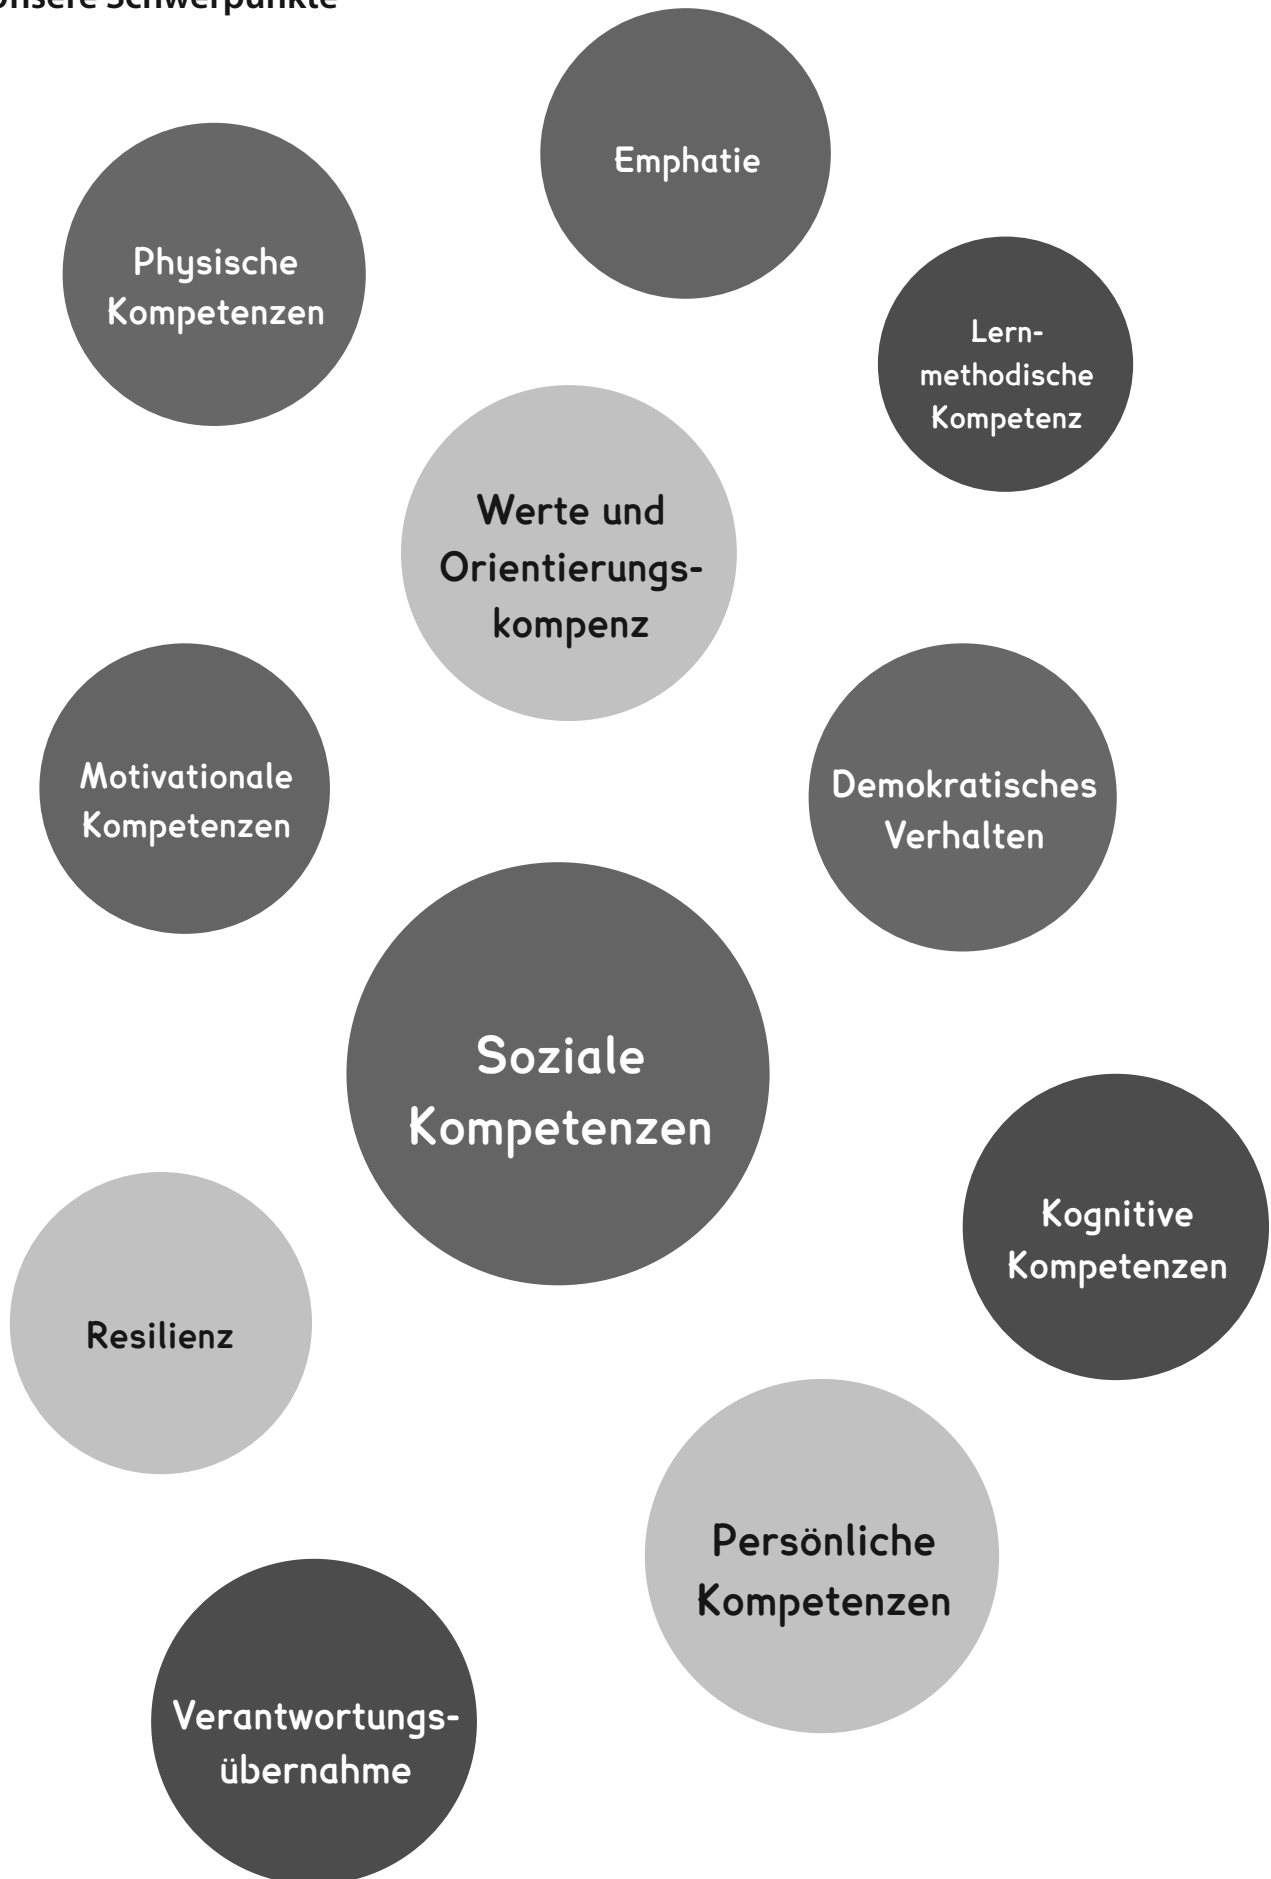 Unsere Schwerpunkte
Emphatie
Physische
Kompetenzen
Lern-
methodische
Kompetenz
Werte und
Orientierungs-
kompenz
Motivationale
Kompetenzen
Demokratisches
Verhalten
Soziale
Kompetenzen
Kognitive
Kompetenzen
Resilienz
Persönliche
Kompetenzen
Verantwortungs-
übernahme